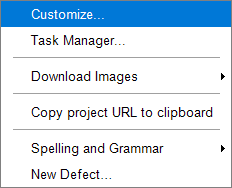 Customize...
Task Manager...
Download Images
Copy project URL to clipboard
Spelling and Grammar
New Defect...